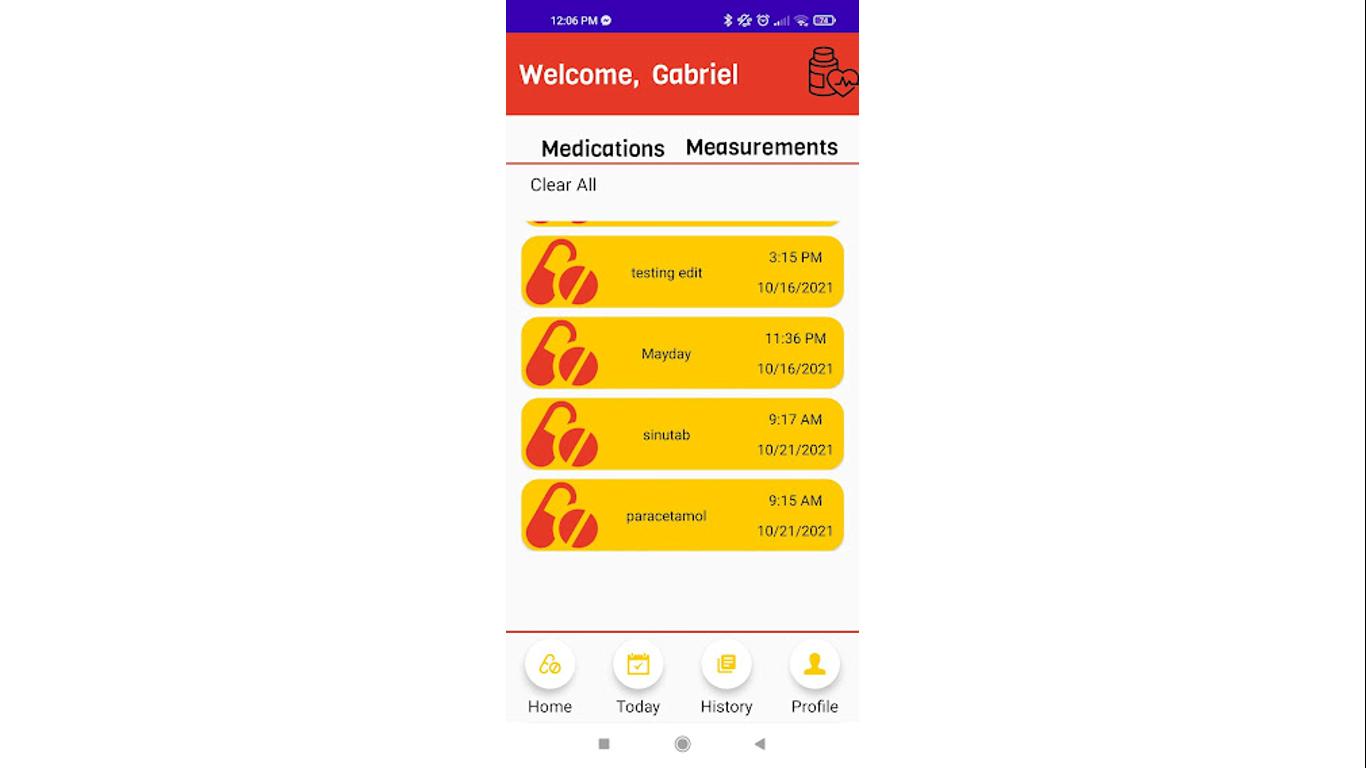 12:06 PM
74
Welcome, Gabriel
Medications Measurements
Clear All
testing edit
3:15 PM
10/16/2021
Mayday
11:36 PM
10/16/2021
sinutab
9:17 AM
10/21/2021
paracetamol
9:15 AM
10/21/2021
Home Today History Profile